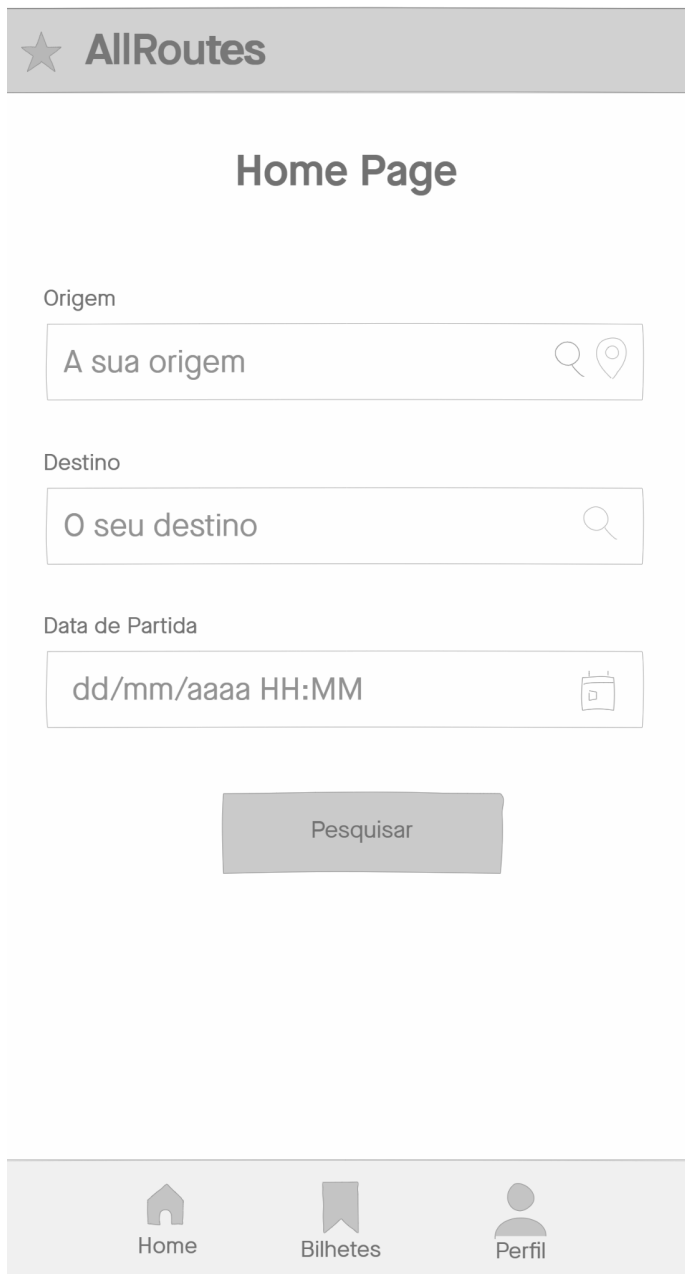 AllRoutes
Home Page
Origem
A sua origem
Destino
O seu destino
Data de Partida
dd/mm/aaaa HH:MM
Pesquisar
Home
Bilhetes
Perfil